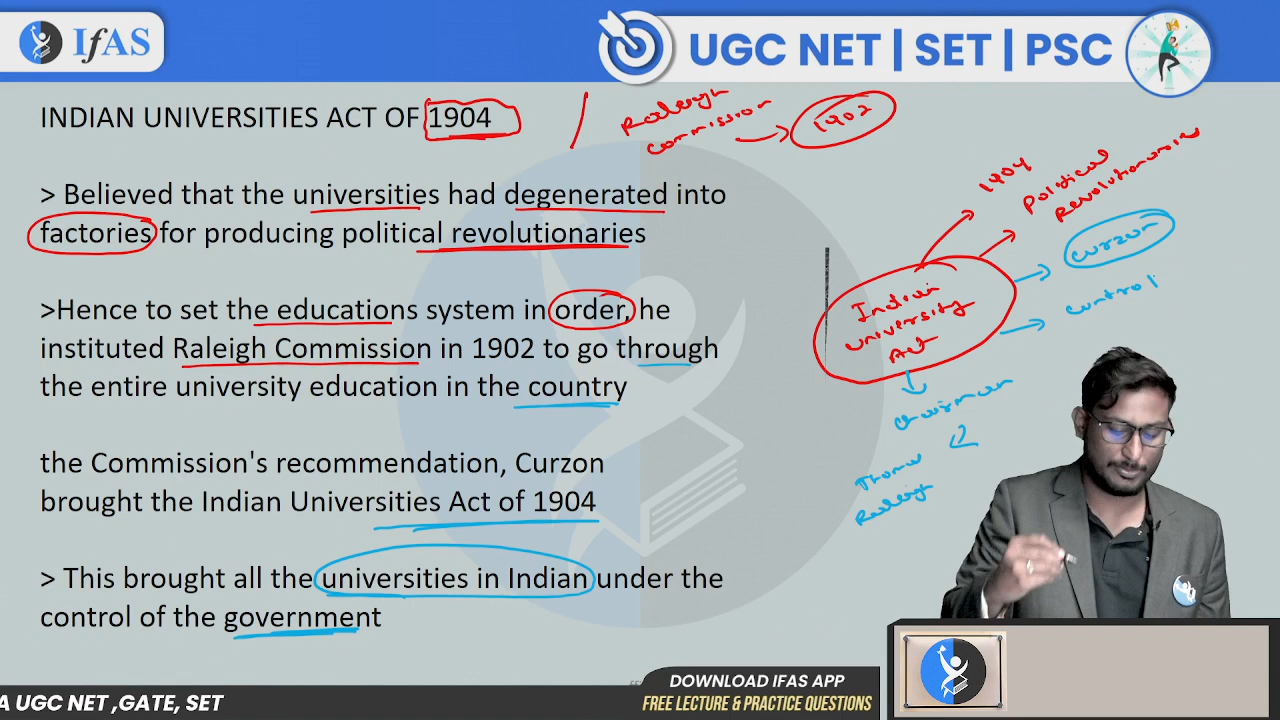 IfAS
UGC NET | SET | PSC
INDIAN UNIVERSITIES ACT OF 1904
Raleigh
Commission
1902
> Believed that the universities had degenerated into
factories for producing political revolutionaries
1904
Political
Revolutionaries
Curzon
control
Indian
University
Act
>Hence to set the educations system in order, he
instituted Raleigh Commission in 1902 to go through
the entire university education in the country
chairman
Thomas
Raleigh
the Commission's recommendation, Curzon
brought the Indian Universities Act of 1904
> This brought all the universities in Indian under the
control of the government
DOWNLOAD IFAS APP
FREE LECTURE & PRACTICE QUESTIONS
A UGC NET ,GATE, SET